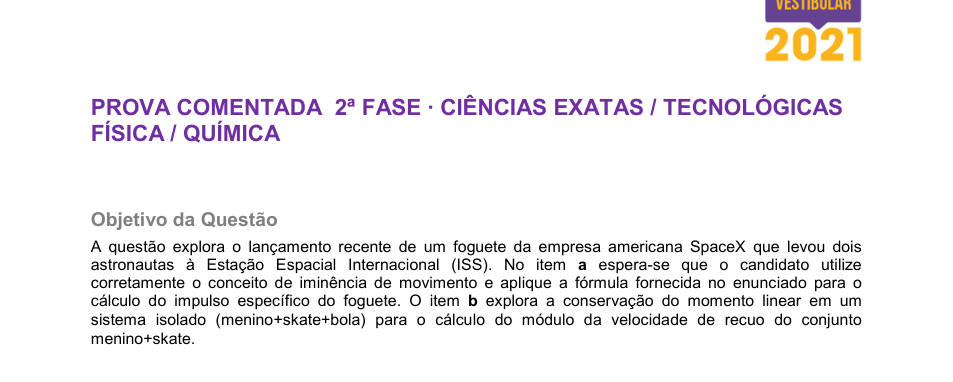 VESTIBULAR
2021
PROVA COMENTADA 2ª FASE · CIÊNCIAS EXATAS / TECNOLÓGICAS
FÍSICA / QUÍMICA
Objetivo da Questão
A questão explora o lançamento recente de um foguete da empresa americana SpaceX que levou dois
astronautas à Estação Espacial Internacional (ISS). No item a espera-se que o candidato utilize
corretamente o conceito de iminência de movimento e aplique a fórmula fornecida no enunciado para o
cálculo do impulso específico do foguete. O item b explora a conservação do momento linear em um
sistema isolado (menino+skate+bola) para o cálculo do módulo da velocidade de recuo do conjunto
menino+skate.